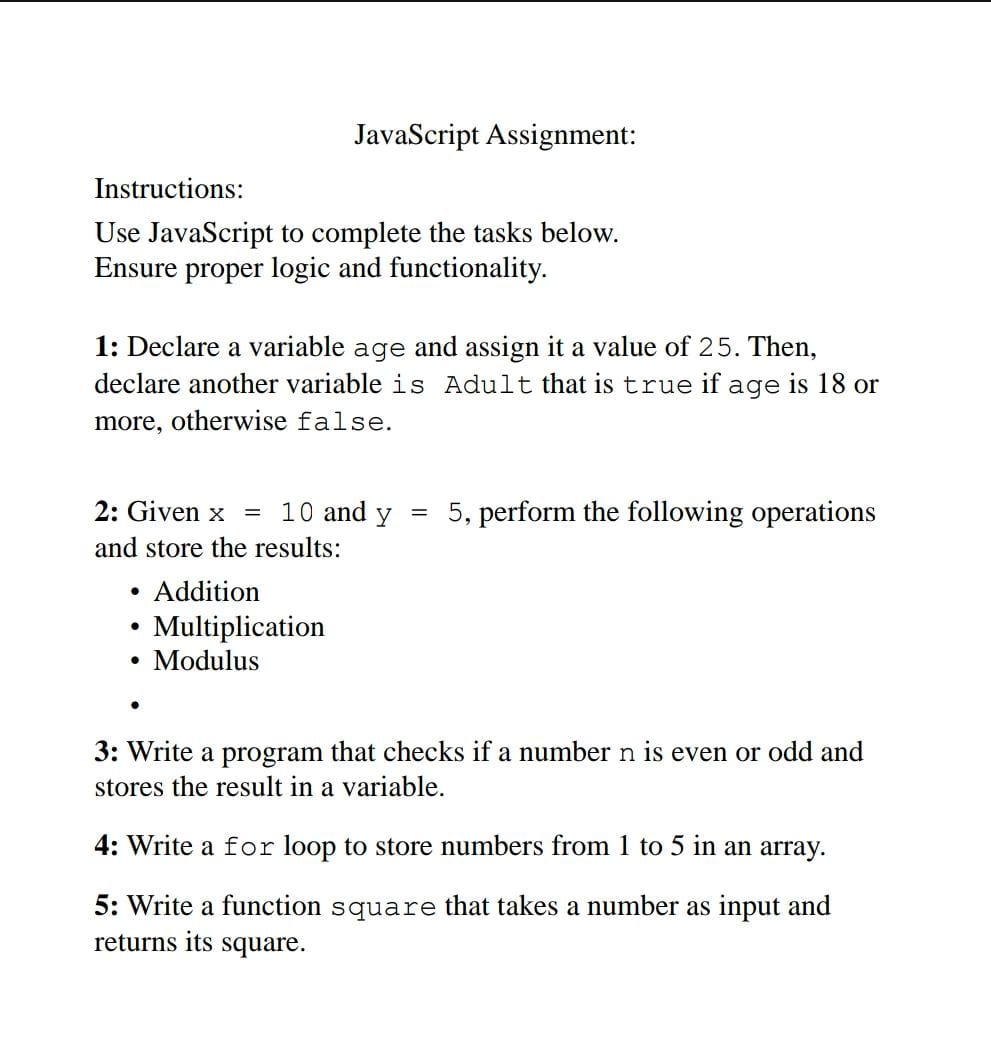 JavaScript Assignment:
Instructions:
Use JavaScript to complete the tasks below.
Ensure proper logic and functionality.
1: Declare a variable age and assign it a value of 25. Then,
declare another variable is Adult that is true if age is 18 or
more, otherwise false.
2: Given x = 10 and y = 5, perform the following operations
and store the results:
• Addition
• Multiplication
• Modulus
•
3: Write a program that checks if a number n is even or odd and
stores the result in a variable.
4: Write a for loop to store numbers from 1 to 5 in an array.
5: Write a function square that takes a number as input and
returns its square.